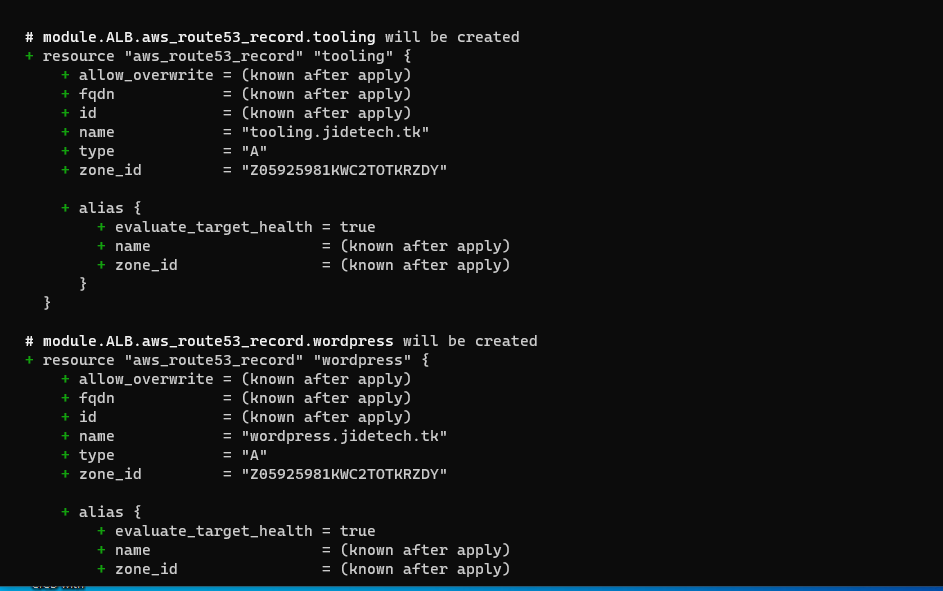 # module.ALB.aws_route53_record.tooling will be created
+ resource "aws_route53_record" "tooling" {
+ allow_overwrite = (known after apply)
+ fqdn = (known after apply)
+ id = (known after apply)
+ name = "tooling.jidetech.tk"
+ type = "A"
+ zone_id = "Z05925981KWC2TOTKRZDY"
+ alias {
+ evaluate_target_health = true
+ name = (known after apply)
+ zone_id = (known after apply)
}
}
# module.ALB.aws_route53_record.wordpress will be created
+ resource "aws_route53_record" "wordpress" {
+ allow_overwrite = (known after apply)
+ fqdn = (known after apply)
+ id = (known after apply)
+ name = "wordpress.jidetech.tk"
+ type = "A"
+ zone_id = "Z05925981KWC2TOTKRZDY"
+ alias {
+ evaluate_target_health = true
+ name = (known after apply)
+ zone_id = (known after apply)